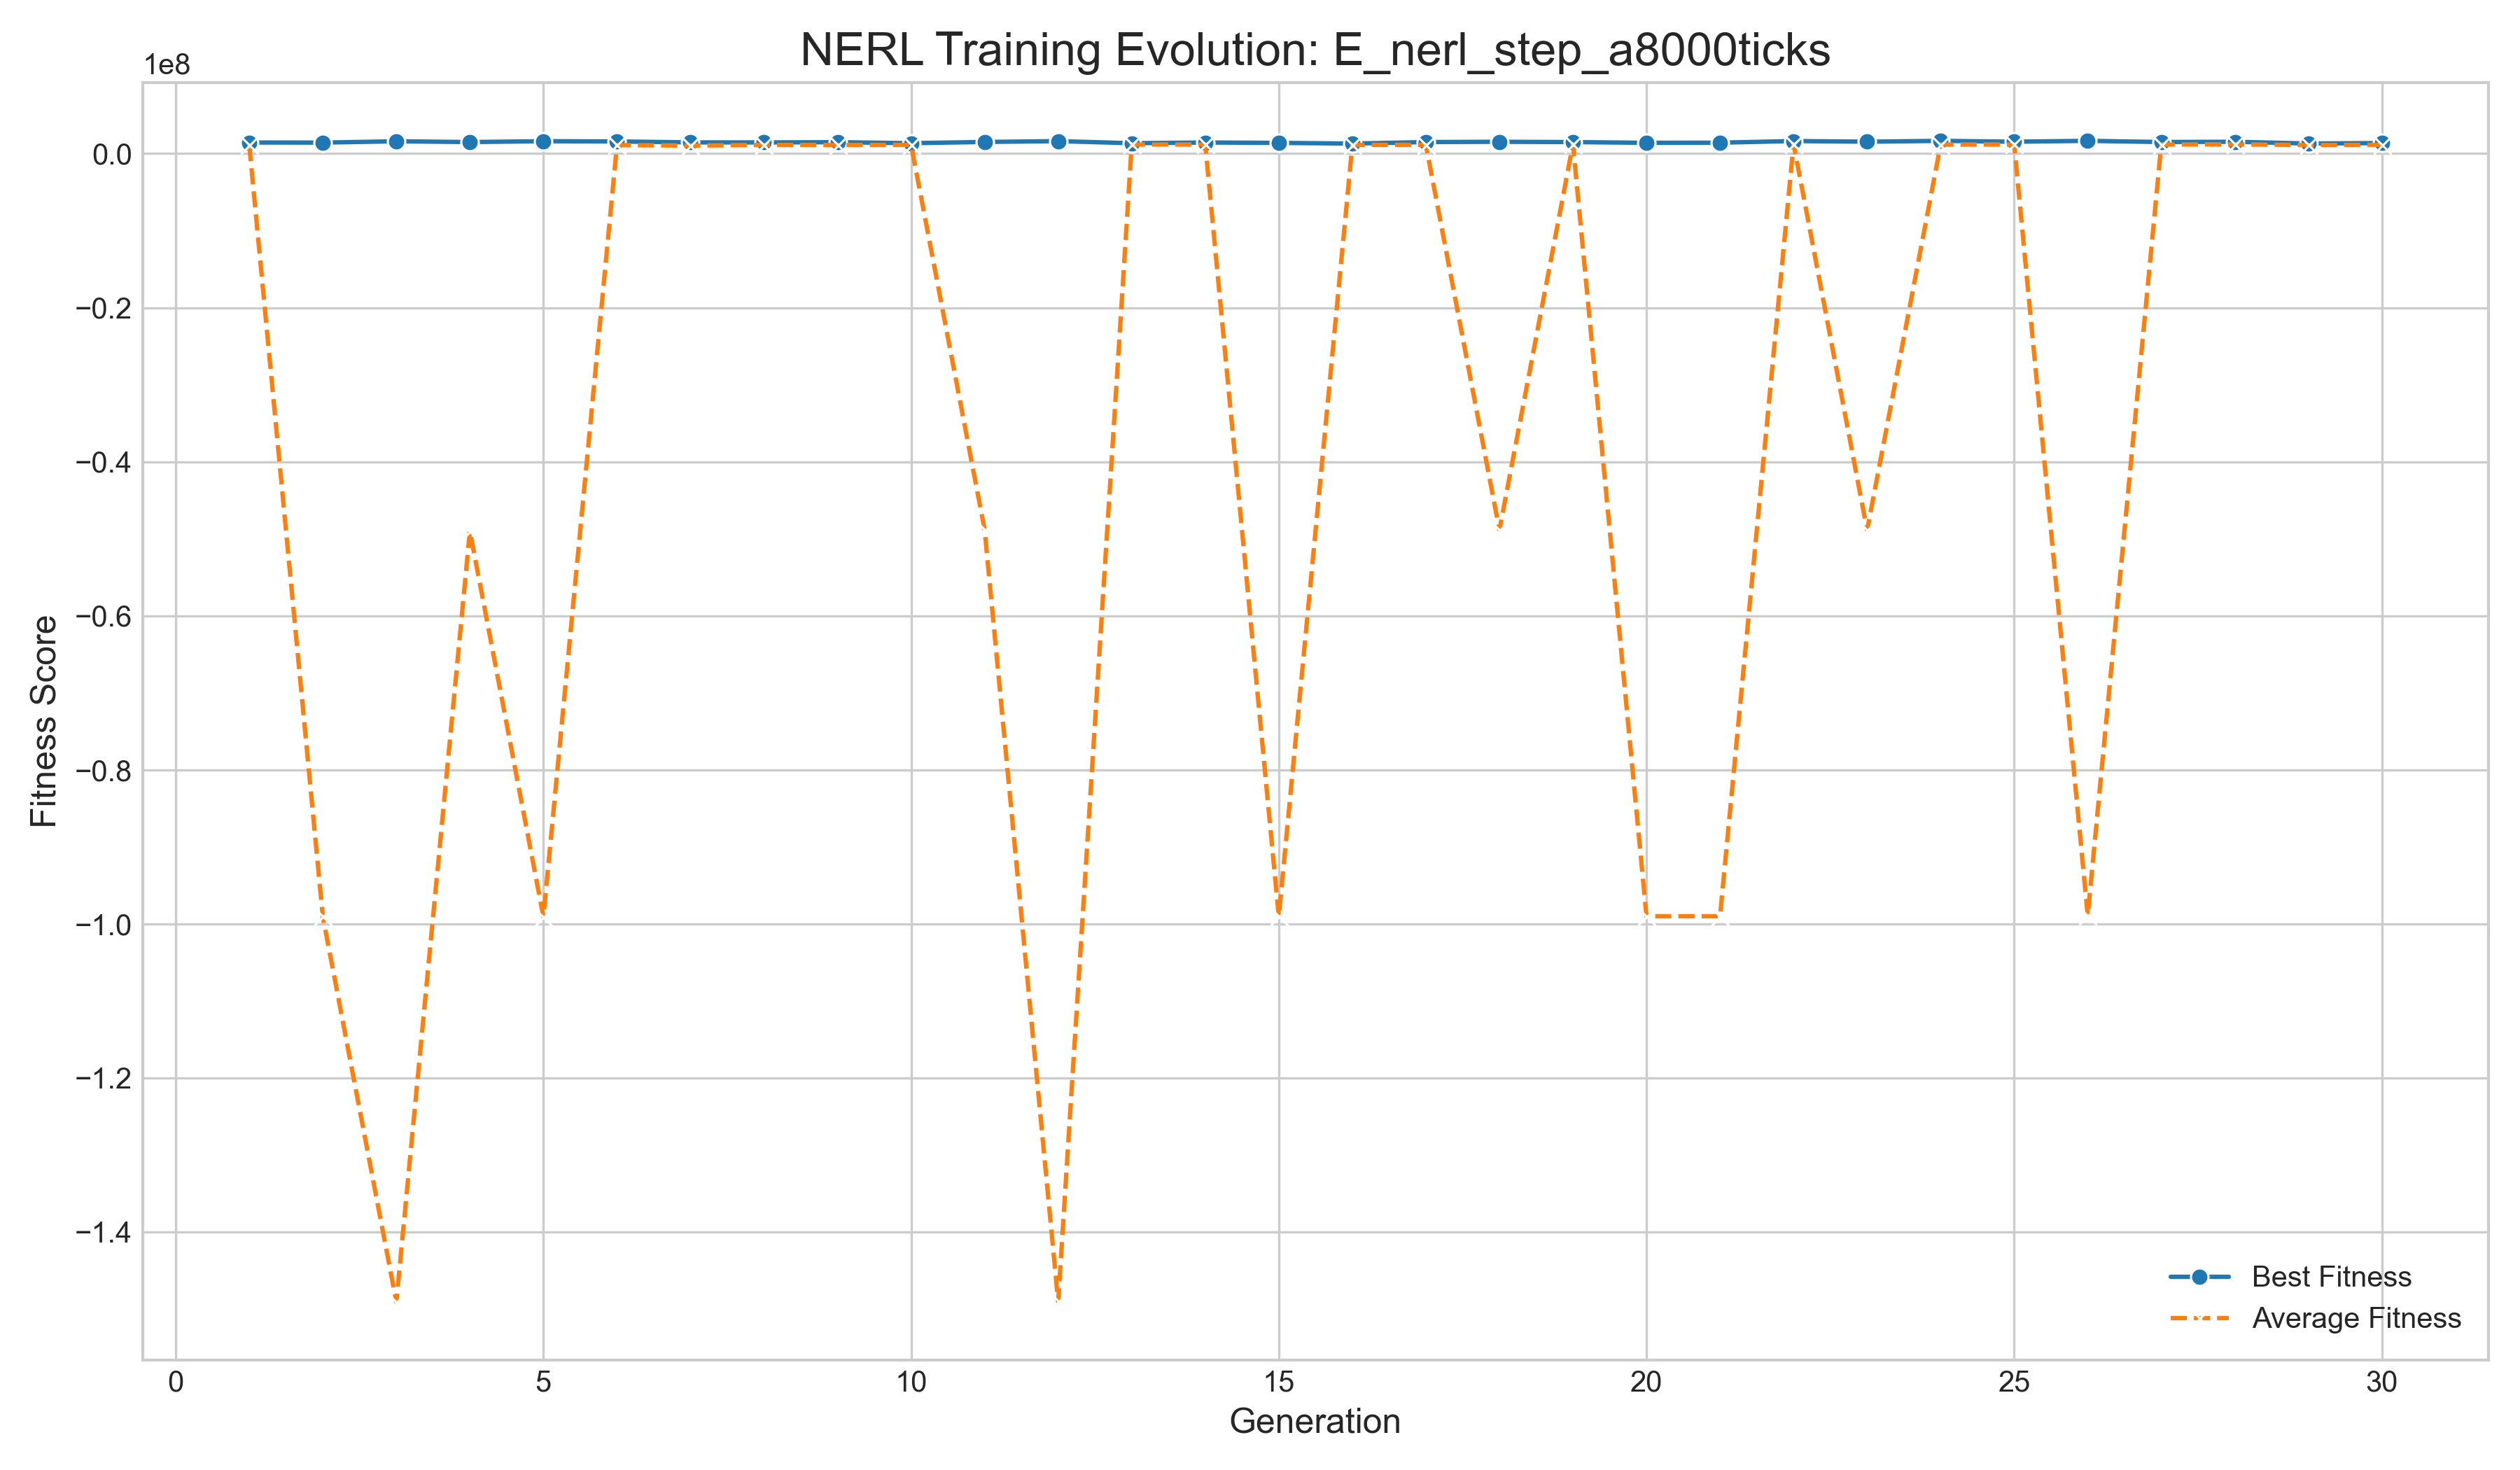 NERL Training Evolution: E_nerl_step_a8000ticks
1e8
0.0
−0.2
−0.4
−0.6
−0.8
−1.0
−1.2
−1.4
Fitness Score
Best Fitness
Average Fitness
0 5 10 15 20 25 30
Generation